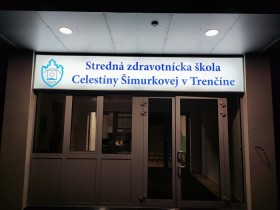 Stredná zdravotnícka škola
Celestíny Šimurkovej v Trenčíne